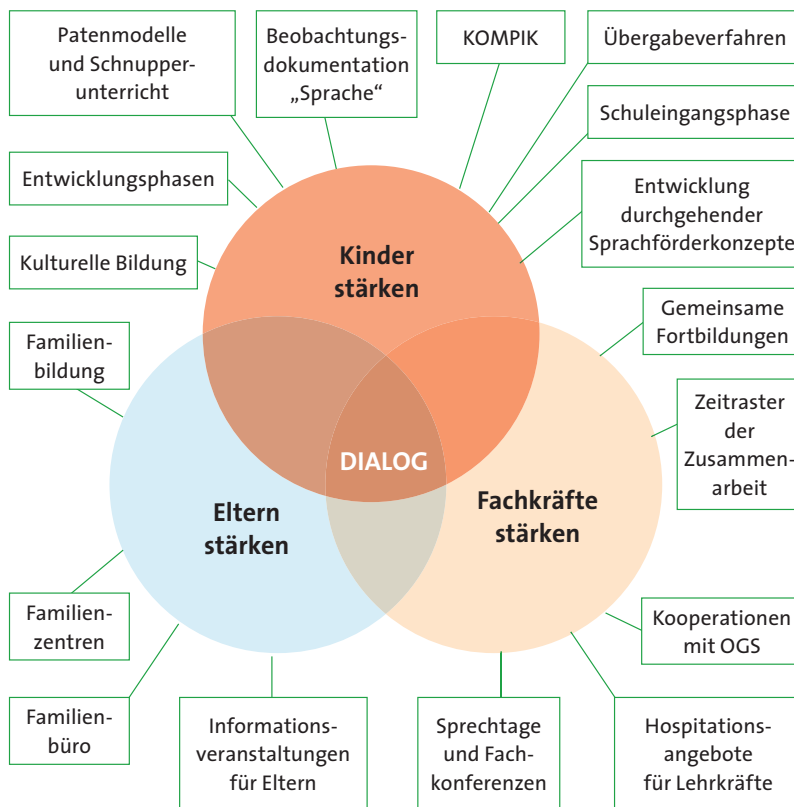 Patenmodelle
und Schnupper-
unterricht
Beobachtungs-
dokumentation
„Sprache“
KOMPIK
Übergabeverfahren
Schuleingangsphase
Entwicklungsphasen
Entwicklung
durchgehender
Sprachförderkonzepte
Kulturelle Bildung
Kinder
stärken
Gemeinsame
Fortbildungen
Familien-
bildung
Zeitraster
der
Zusammen-
arbeit
DIALOG
Eltern
stärken
Fachkräfte
stärken
Familien-
zentren
Kooperationen
mit OGS
Familien-
büro
Informations-
veranstaltungen
für Eltern
Sprechtage
und Fach-
konferenzen
Hospitations-
angebote
für Lehrkräfte